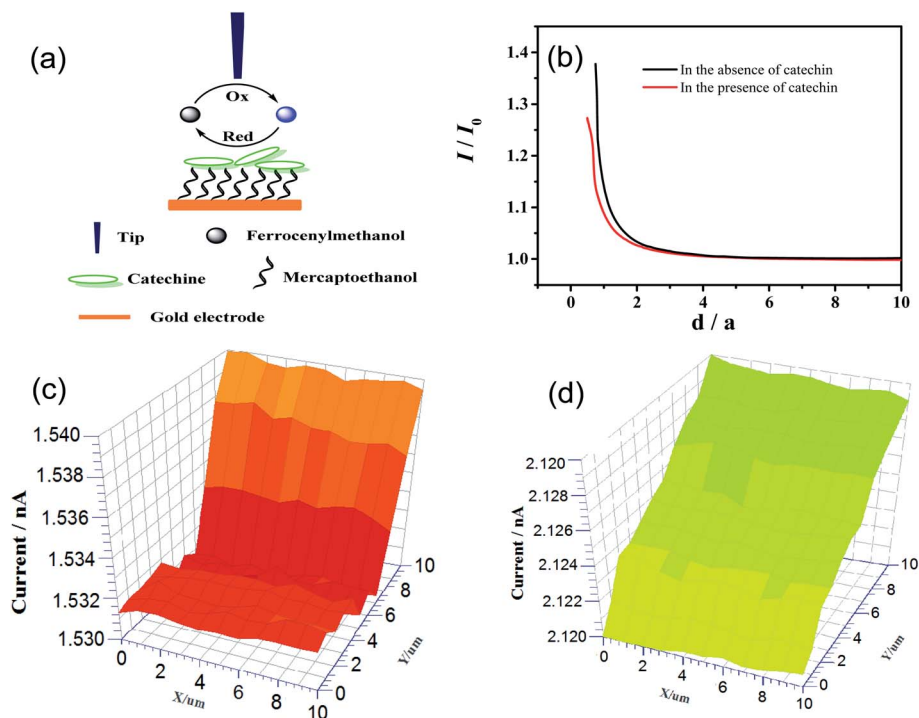 (a)
Ox
Red
Tip
Ferrocenylmethanol
Catechine
Mercaptoethanol
Gold electrode
(b)
In the absence of catechin
In the presence of catechin
I / I0
1.4
1.3
1.2
1.1
1.0
0 2 4 6 8 10
d / a
(c)
Current / nA
1.540
1.538
1.536
1.534
1.532
1.530
0 2 4 6 8 10
X/um
0 2 4 6 8 10
Y/um
(d)
Current / nA
2.120
2.128
2.126
2.124
2.122
2.120
0 2 4 6 8 10
X/um
0 2 4 6 8 10
Y/um